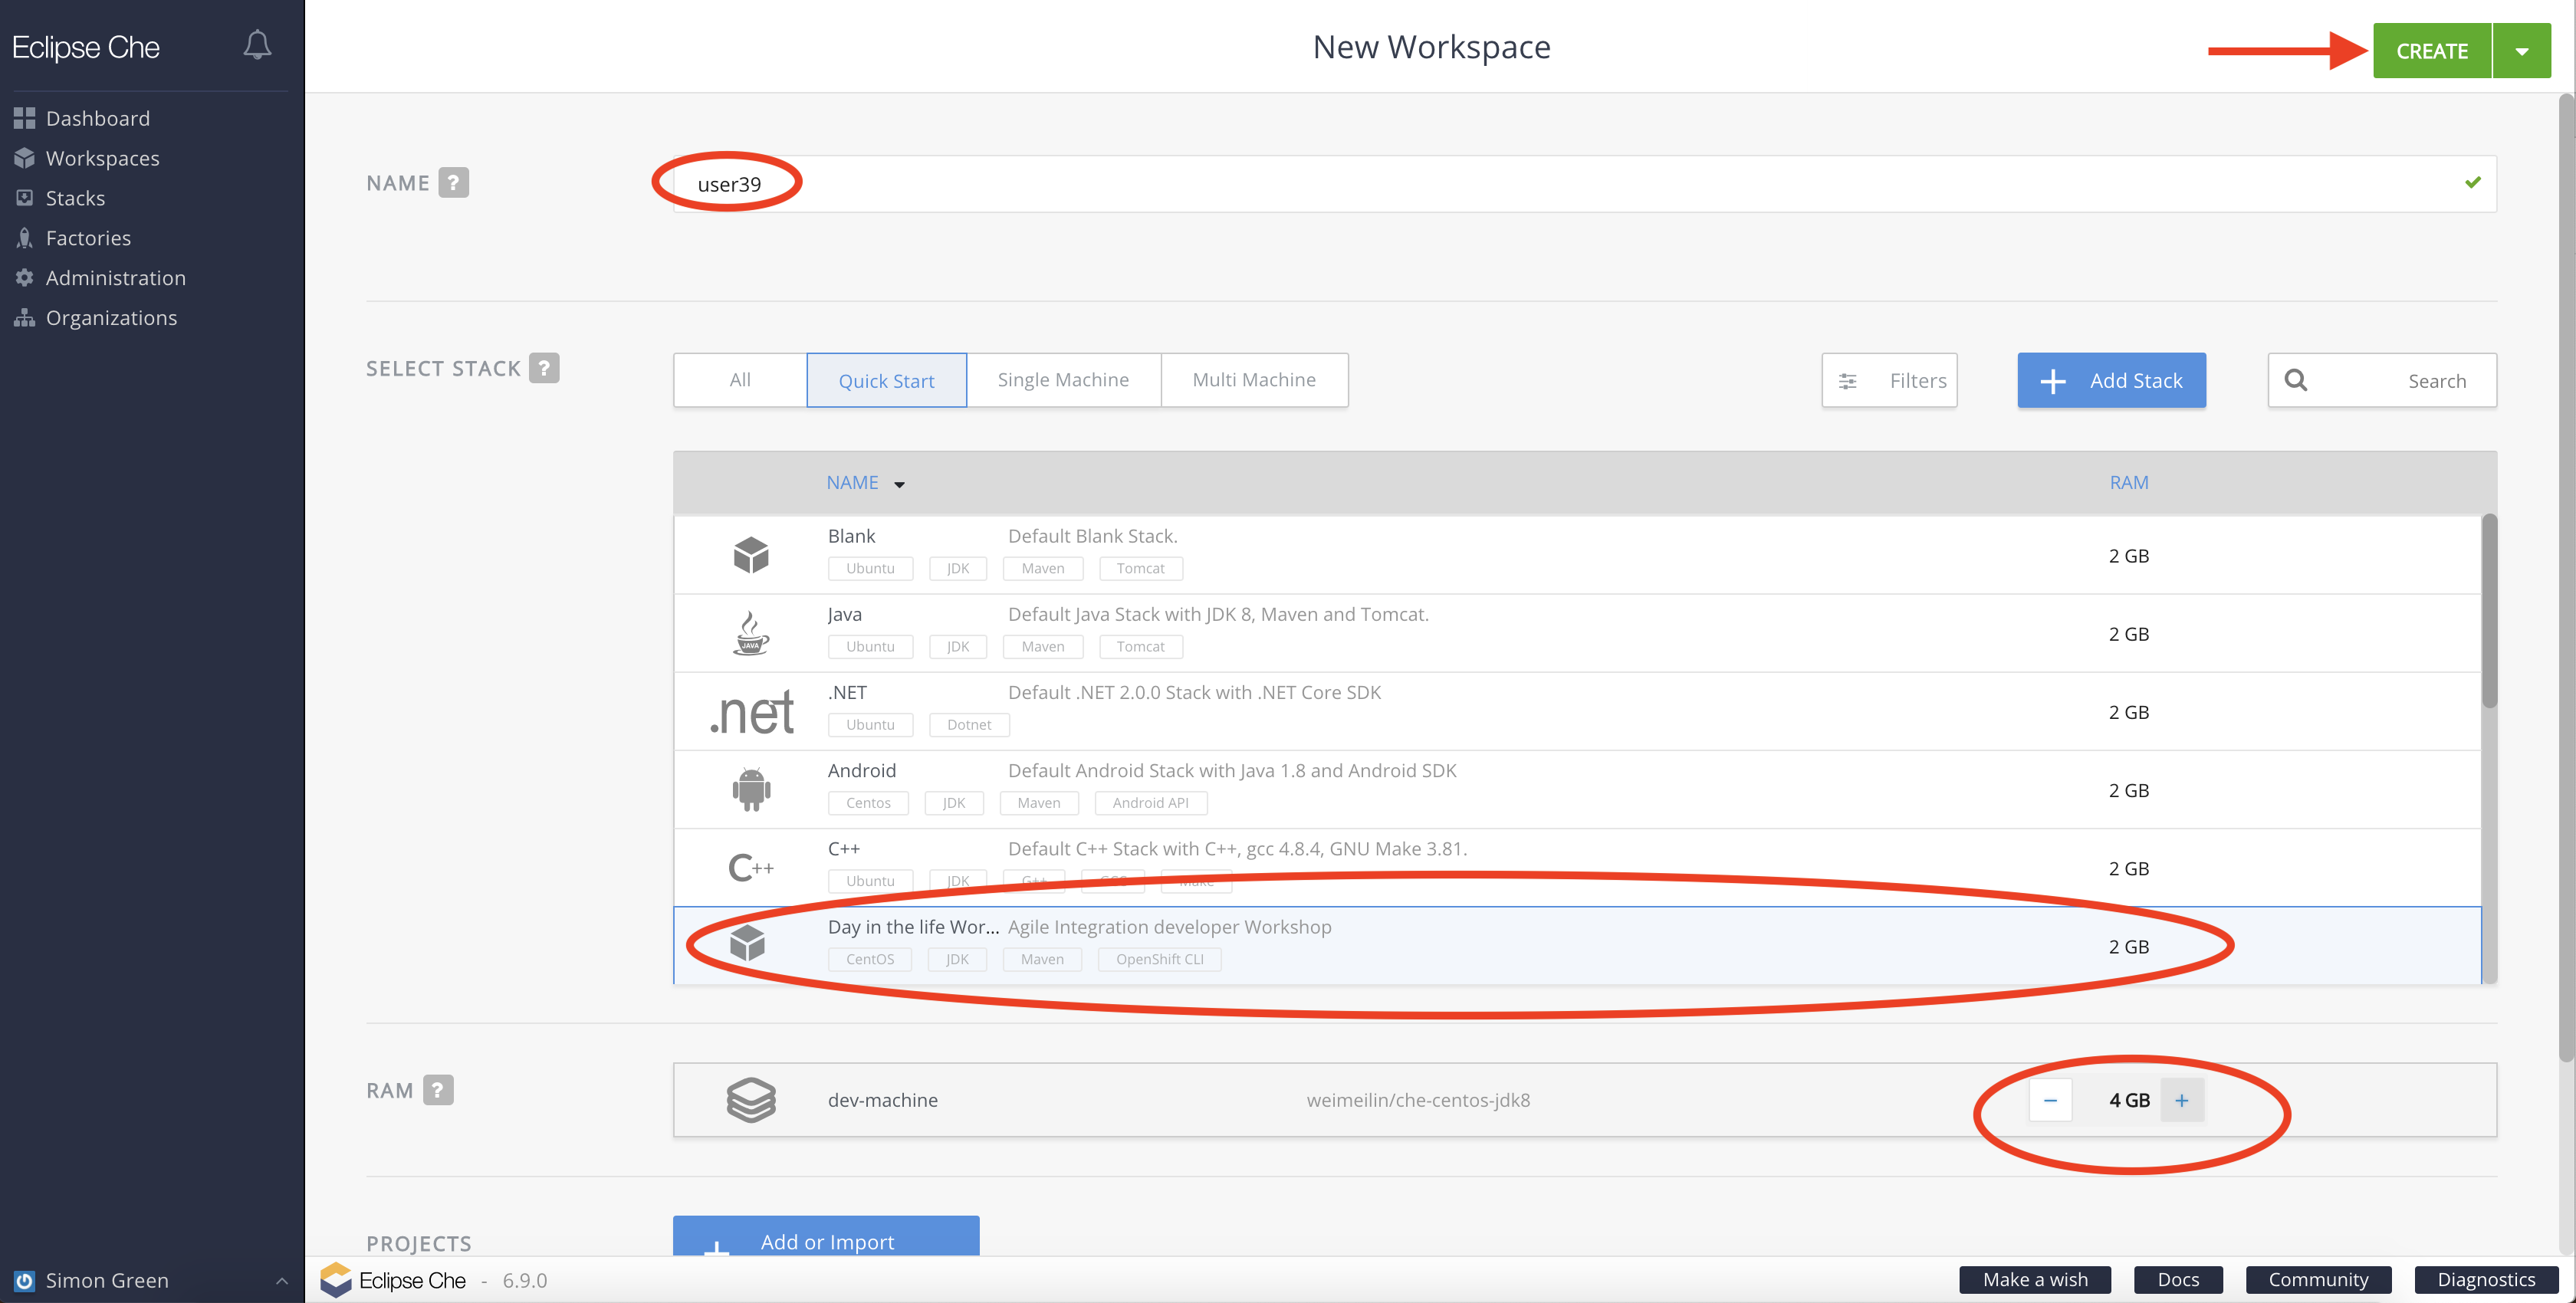 Eclipse Che
Dashboard
Workspaces
Stacks
Factories
Administration
Organizations
Simon Green
New Workspace
CREATE
NAME ?
user39
SELECT STACK ?
All
Quick Start
Single Machine
Multi Machine
Filters
Add Stack
Search
NAME
RAM
Blank
Default Blank Stack.
Ubuntu JDK Maven Tomcat
2 GB
JAVA
Java
Default Java Stack with JDK 8, Maven and Tomcat.
Ubuntu JDK Maven Tomcat
2 GB
.net
.NET
Default .NET 2.0.0 Stack with .NET Core SDK
Ubuntu Dotnet
2 GB
Android
Default Android Stack with Java 1.8 and Android SDK
Centos JDK Maven Android API
2 GB
C++
C++
Default C++ Stack with C++, gcc 4.8.4, GNU Make 3.81.
Ubuntu JDK G++ GCC Make
2 GB
Day in the life Wor...
Agile Integration developer Workshop
CentOS JDK Maven OpenShift CLI
2 GB
RAM ?
dev-machine
weimeilin/che-centos-jdk8
− 4 GB +
PROJECTS
Add or Import
Eclipse Che - 6.9.0
Make a wish
Docs
Community
Diagnostics